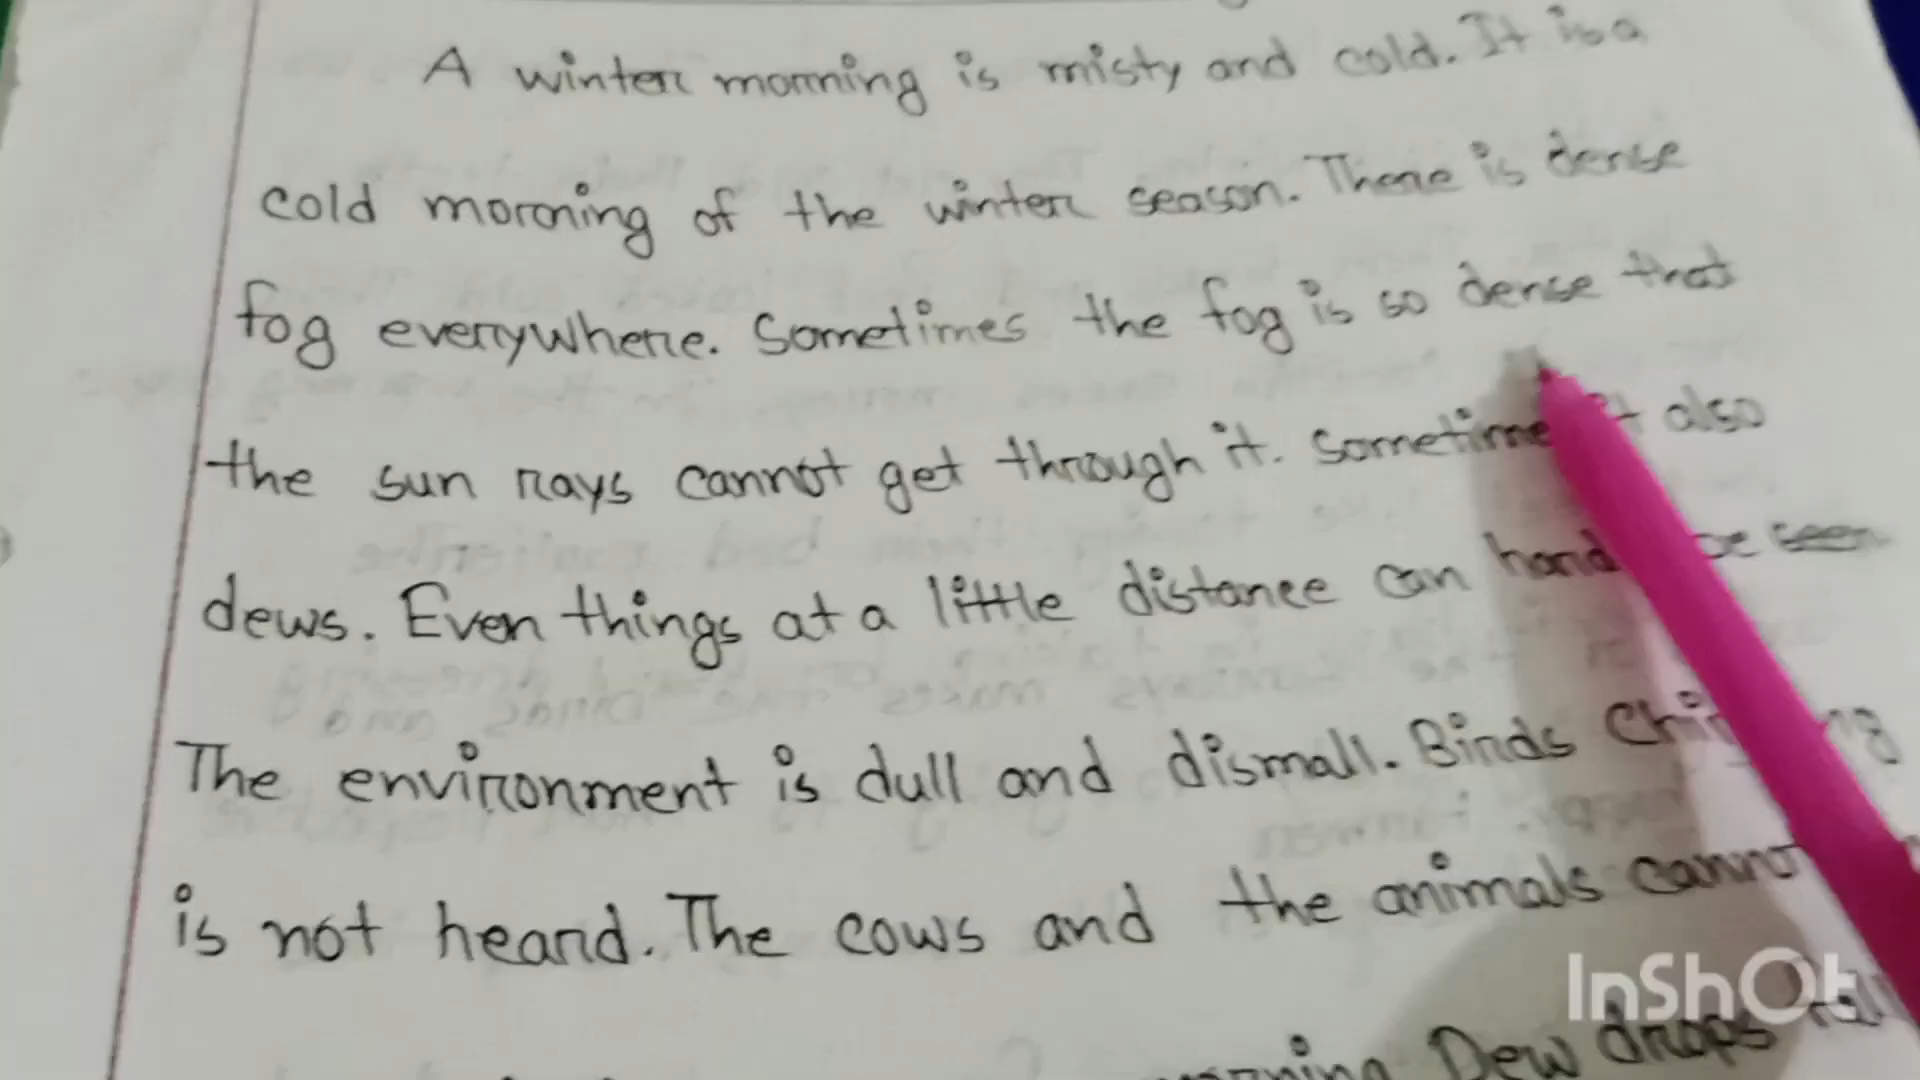 A winter morning is misty and cold. It is a
cold morning of the winter season. There is dense
fog everywhere. Sometimes the fog is so dense that
the sun rays cannot get through it. Sometime it also
dews. Even things at a little distance can be seen
The environment is dull and dismall. Birds
is not heard. The cows and the animals
Dew drops
InShOt